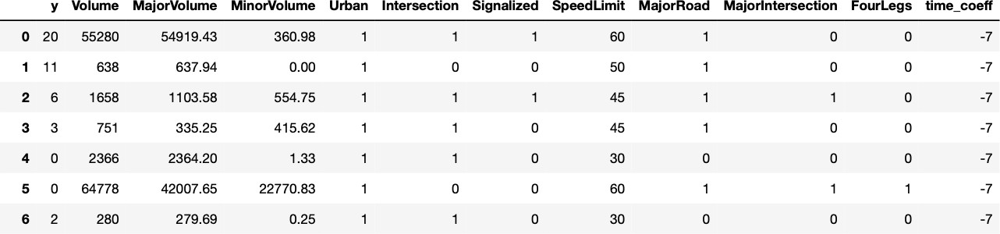 y Volume MajorVolume MinorVolume Urban Intersection Signalized SpeedLimit MajorRoad MajorIntersection FourLegs time_coeff
0 20 55280 54919.43 360.98 1 1 1 60 1 0 0 -7
1 11 638 637.94 0.00 1 0 0 50 1 0 0 -7
2 6 1658 1103.58 554.75 1 1 1 45 1 1 0 -7
3 3 751 335.25 415.62 1 1 0 45 1 0 0 -7
4 0 2366 2364.20 1.33 1 1 0 30 0 0 0 -7
5 0 64778 42007.65 22770.83 1 0 0 60 1 1 1 -7
6 2 280 279.69 0.25 1 1 0 30 0 0 0 -7